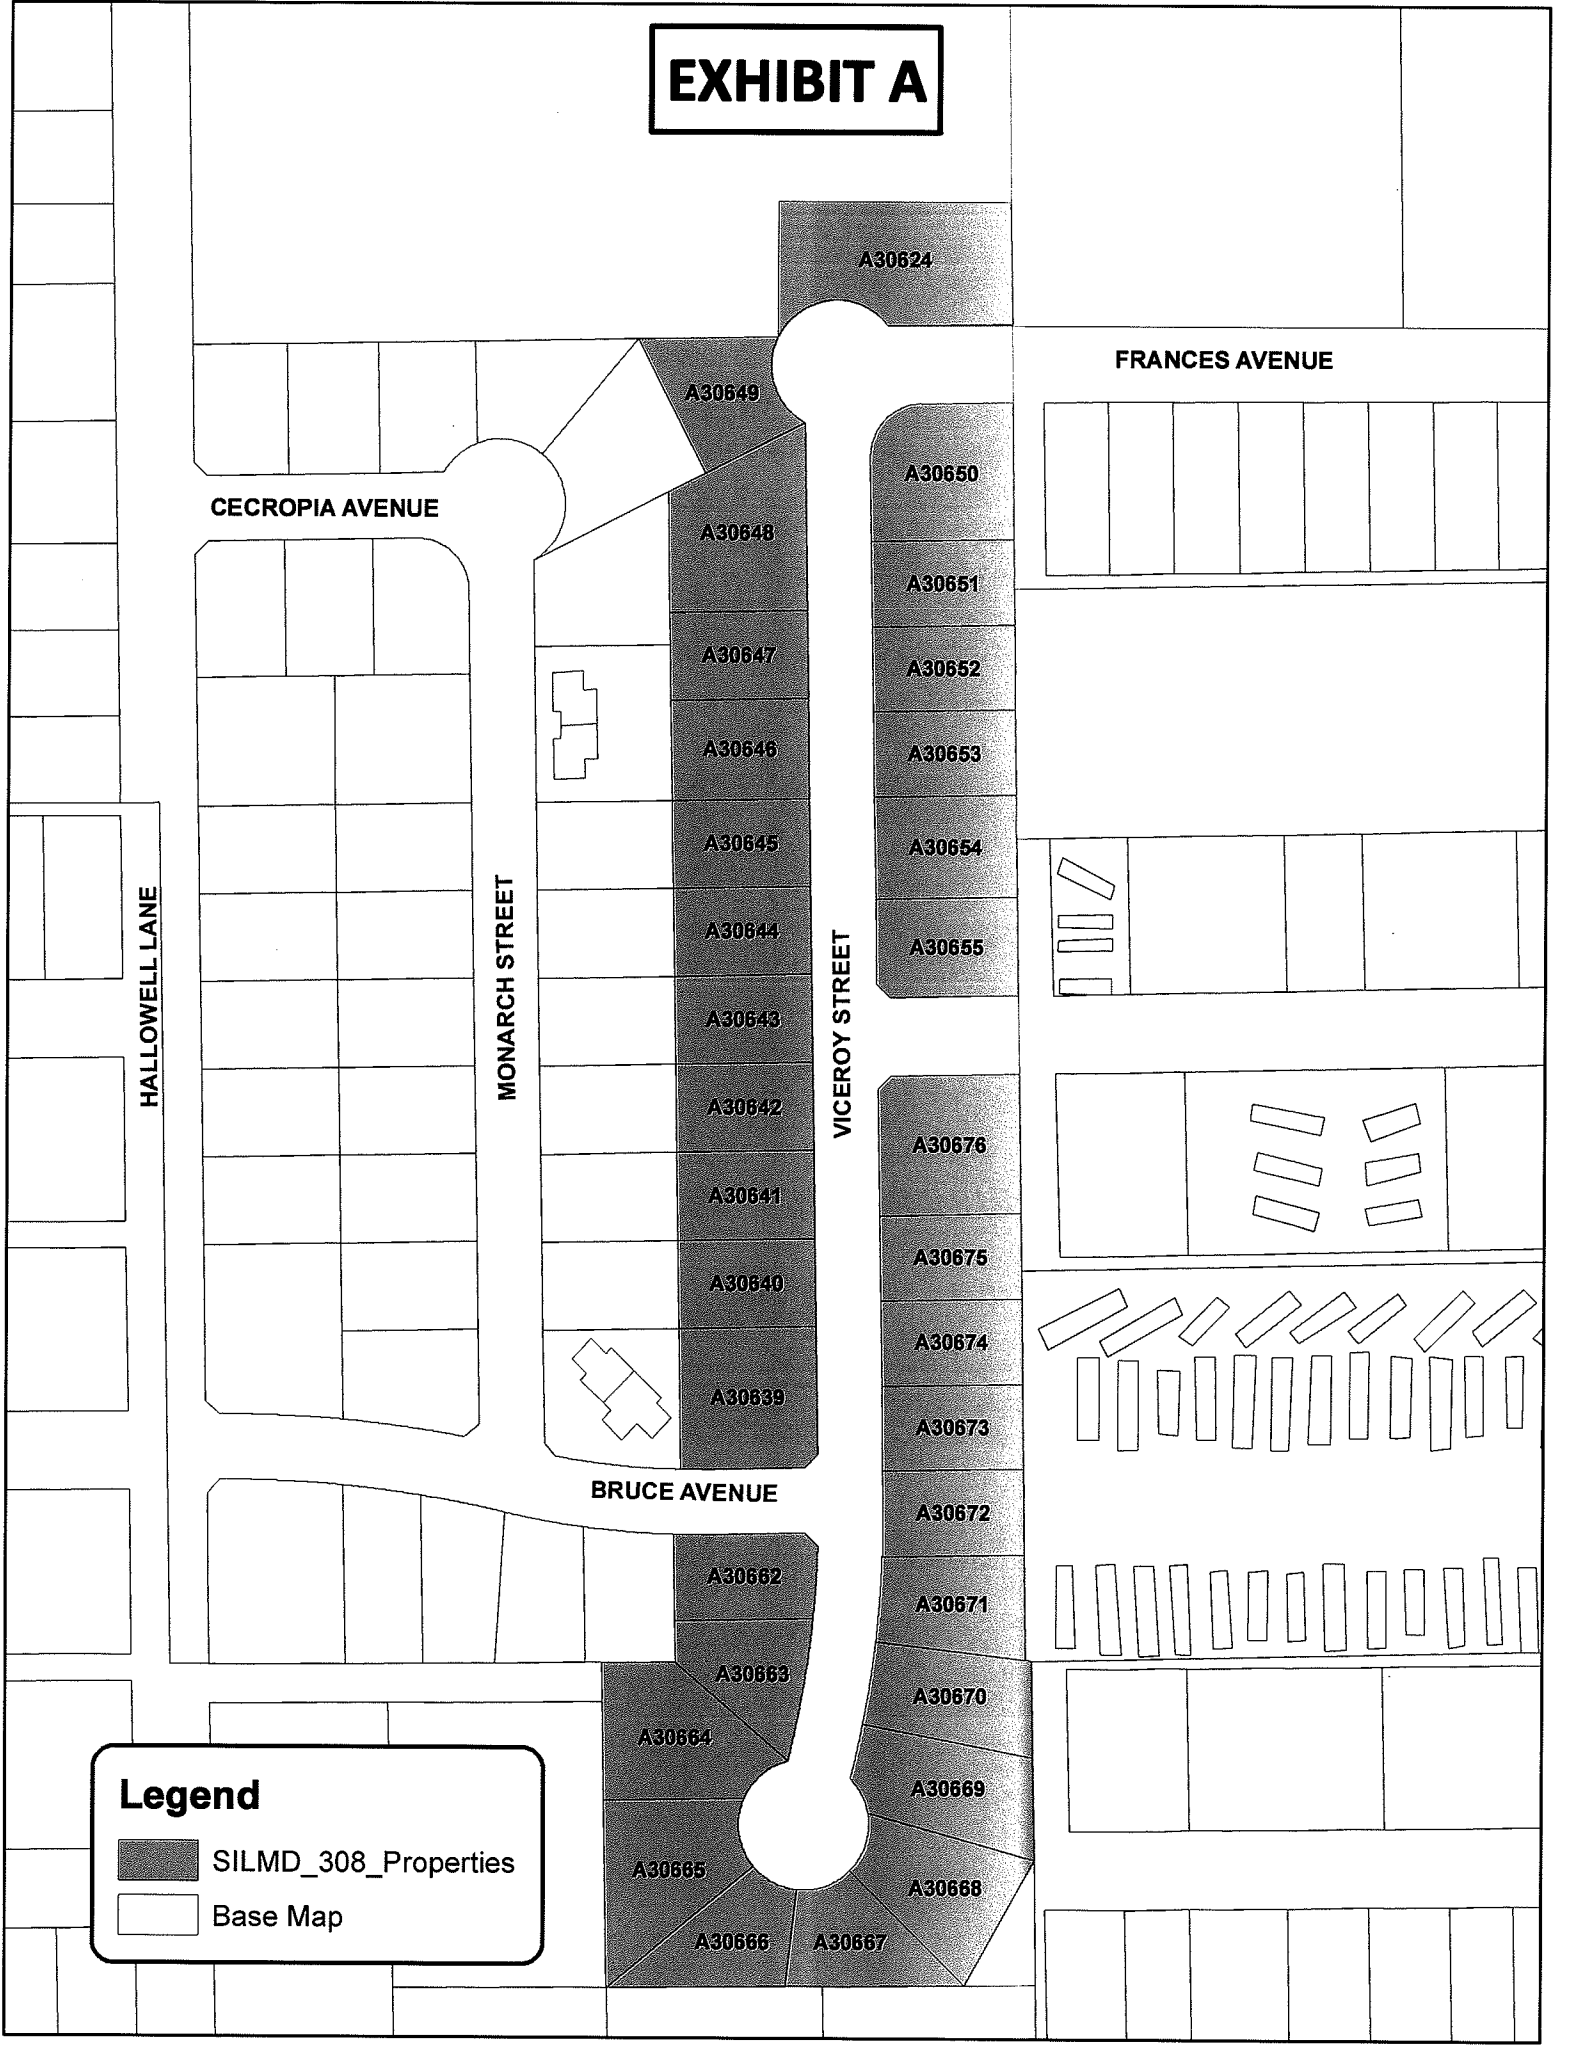 EXHIBIT A
A30624
FRANCES AVENUE
A30649
A30650
CECROPIA AVENUE
A30648
A30651
A30647
A30652
A30646
A30653
A30645
A30654
A30644
A30655
HALLOWELL LANE
MONARCH STREET
VICEROY STREET
A30643
A30642
A30676
A30641
A30675
A30640
A30674
A30639
A30673
BRUCE AVENUE
A30672
A30662
A30671
A30663
A30670
A30664
A30669
A30665
A30668
A30666
A30667
Legend
SILMD_308_Properties
Base Map